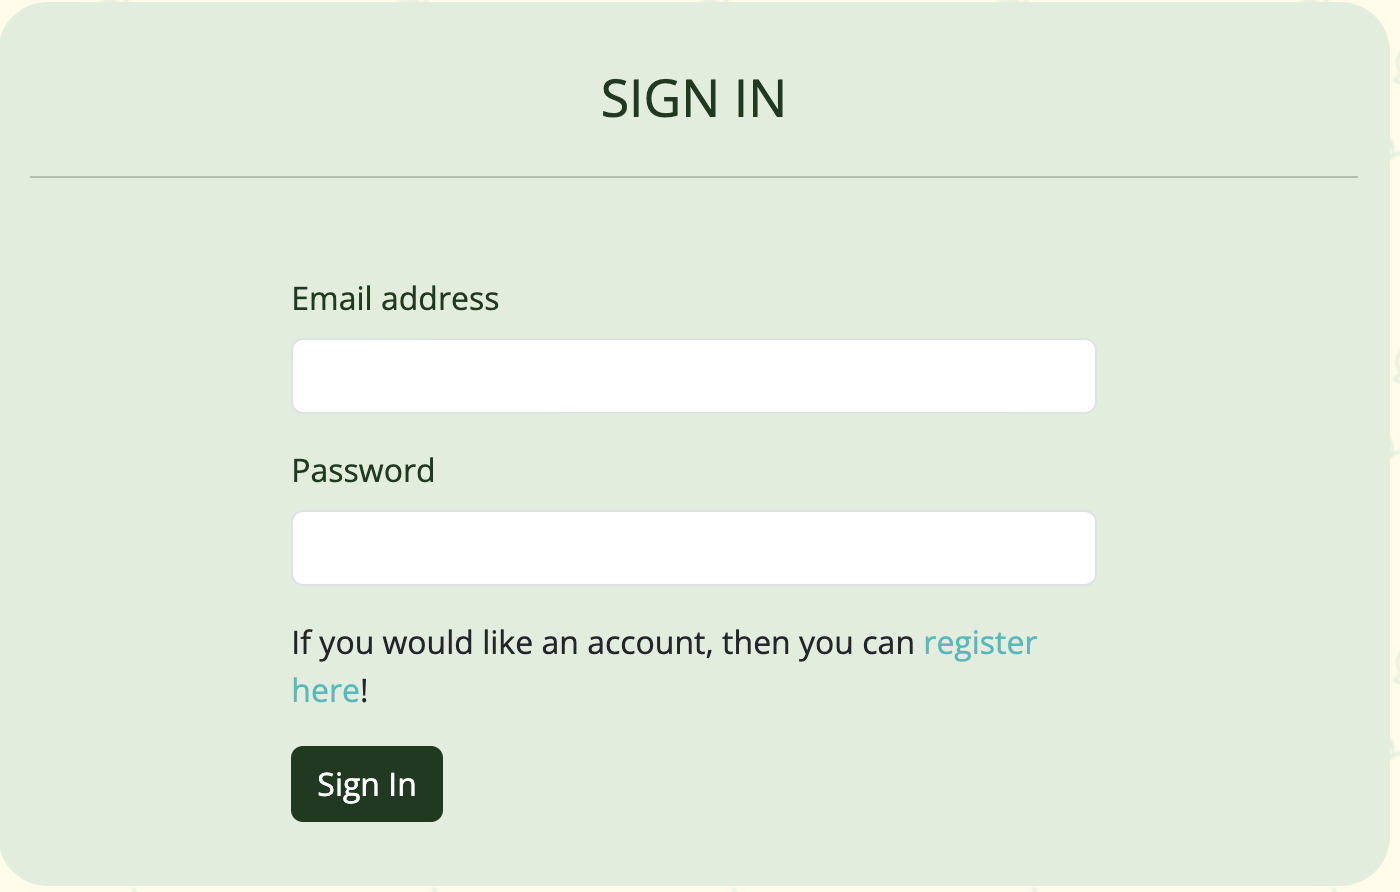 SIGN IN
Email address
Password
If you would like an account, then you can register
here!
Sign In